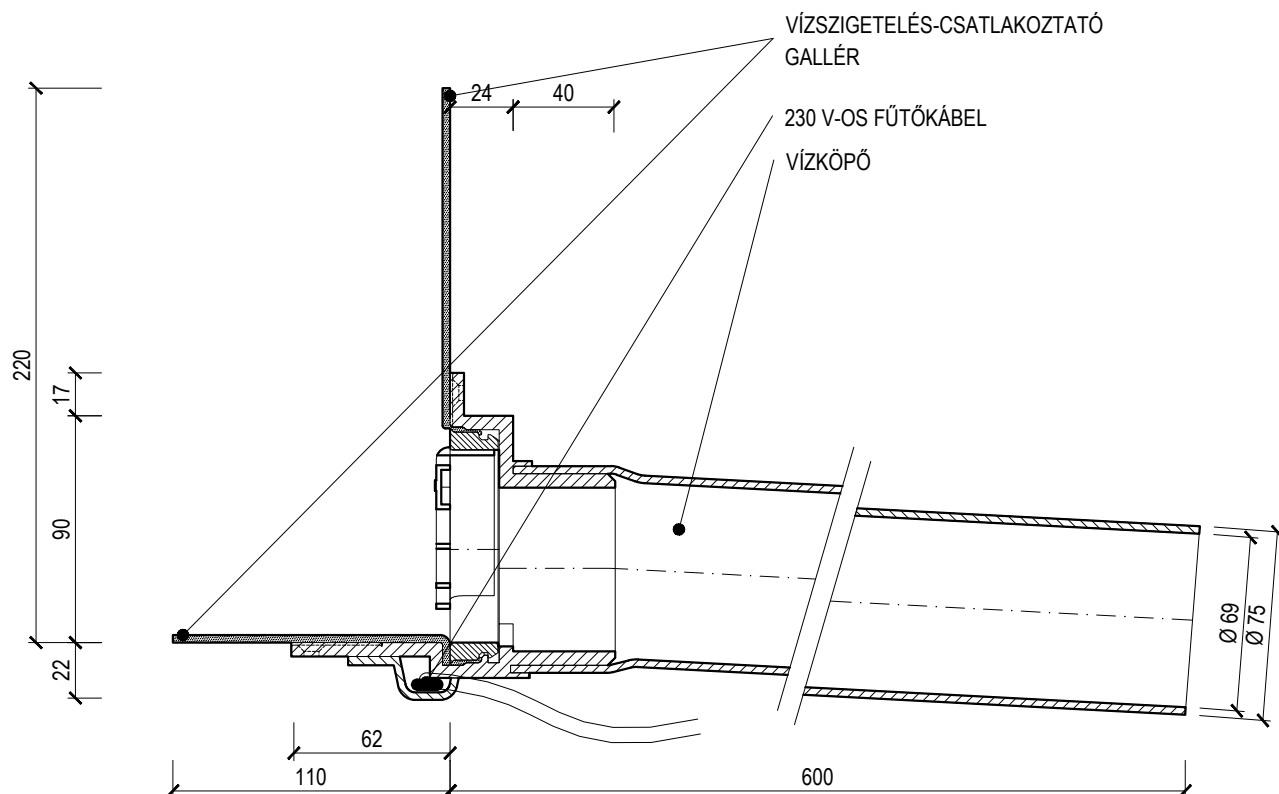 VÍZSZIGETELÉS-CSATLAKOZTATÓ
GALLÉR
24
40
230 V-OS FŰTŐKÁBEL
VÍZKÖPŐ
220
17
90
22
Ø 69
Ø 75
62
110
600